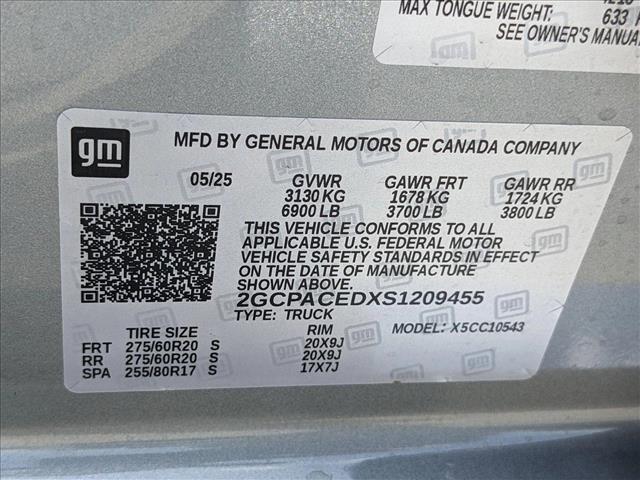 MAX TONGUE WEIGHT:
633
SEE OWNER'S MANUA
gm
MFD BY GENERAL MOTORS OF CANADA COMPANY
05/25 GVWR GAWR FRT GAWR RR
3130 KG 1678 KG 1724 KG
6900 LB 3700 LB 3800 LB
THIS VEHICLE CONFORMS TO ALL
APPLICABLE U.S. FEDERAL MOTOR
VEHICLE SAFETY STANDARDS IN EFFECT
ON THE DATE OF MANUFACTURE
SHOWN ABOVE.
2GCPACEDXS1209455
TYPE: TRUCK MODEL: X5CC10543
TIRE SIZE RIM
FRT 275/60R20 S 20X9J
RR 275/60R20 S 20X9J
SPA 255/80R17 S 17X7J